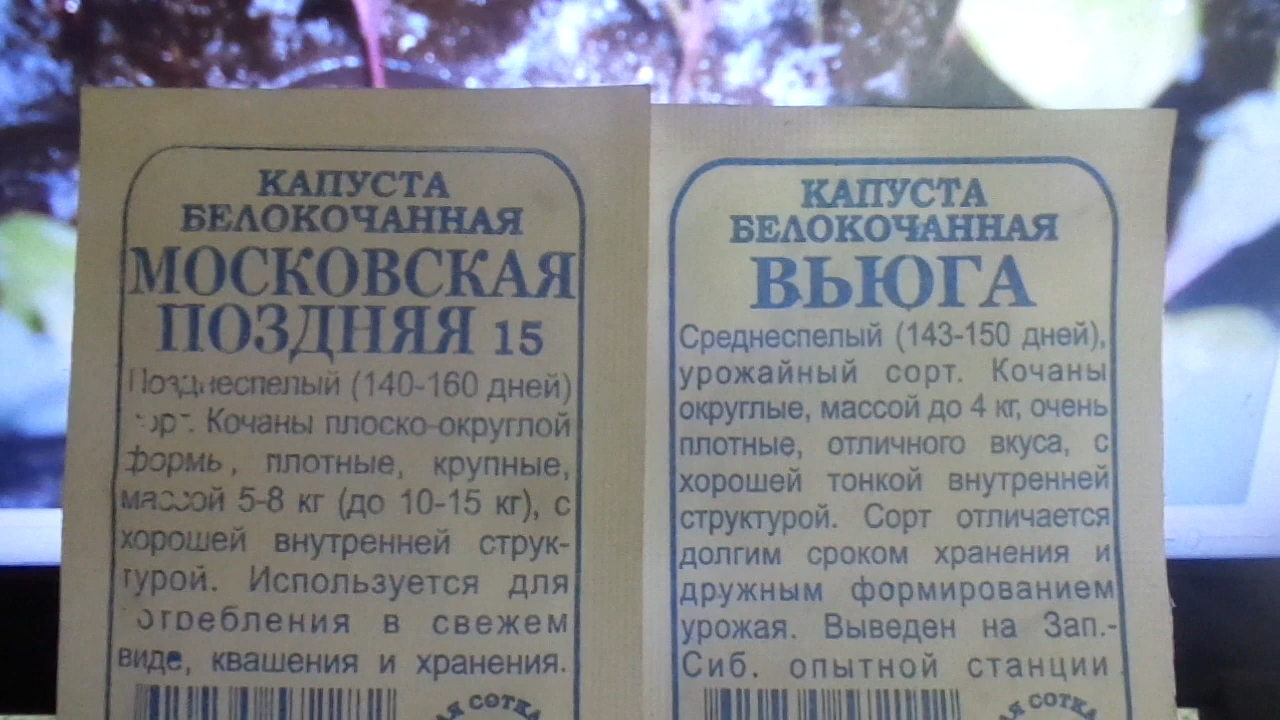 КАПУСТА
БЕЛОКОЧАННАЯ
МОСКОВСКАЯ
ПОЗДНЯЯ 15
Позднеспелый (140-160 дней)
сорт. Кочаны плоско-округлой
формы, плотные, крупные,
массой 5-8 кг (до 10-15 кг), с
хорошей внутренней струк-
турой. Используется для
потребления в свежем
виде, квашения и хранения.
КАПУСТА
БЕЛОКОЧАННАЯ
ВЬЮГА
Среднеспелый (143-150 дней),
урожайный сорт. Кочаны
округлые, массой до 4 кг, очень
плотные, отличного вкуса, с
хорошей тонкой внутренней
структурой. Сорт отличается
долгим сроком хранения и
дружным формированием
урожая. Выведен на Зап.-
Сиб. опытной станции